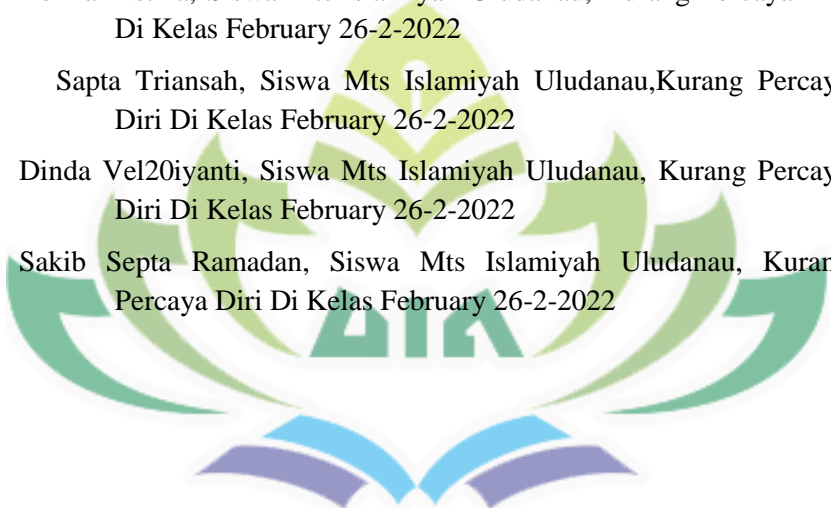 Di Kelas February 26-2-2022
Sapta Triansah, Siswa Mts Islamiyah Uludanau,Kurang Percay
Diri Di Kelas February 26-2-2022
Dinda Vel20iyanti, Siswa Mts Islamiyah Uludanau, Kurang Percay
Diri Di Kelas February 26-2-2022
Sakib Septa Ramadan, Siswa Mts Islamiyah Uludanau, Kuran
Percaya Diri Di Kelas February 26-2-2022